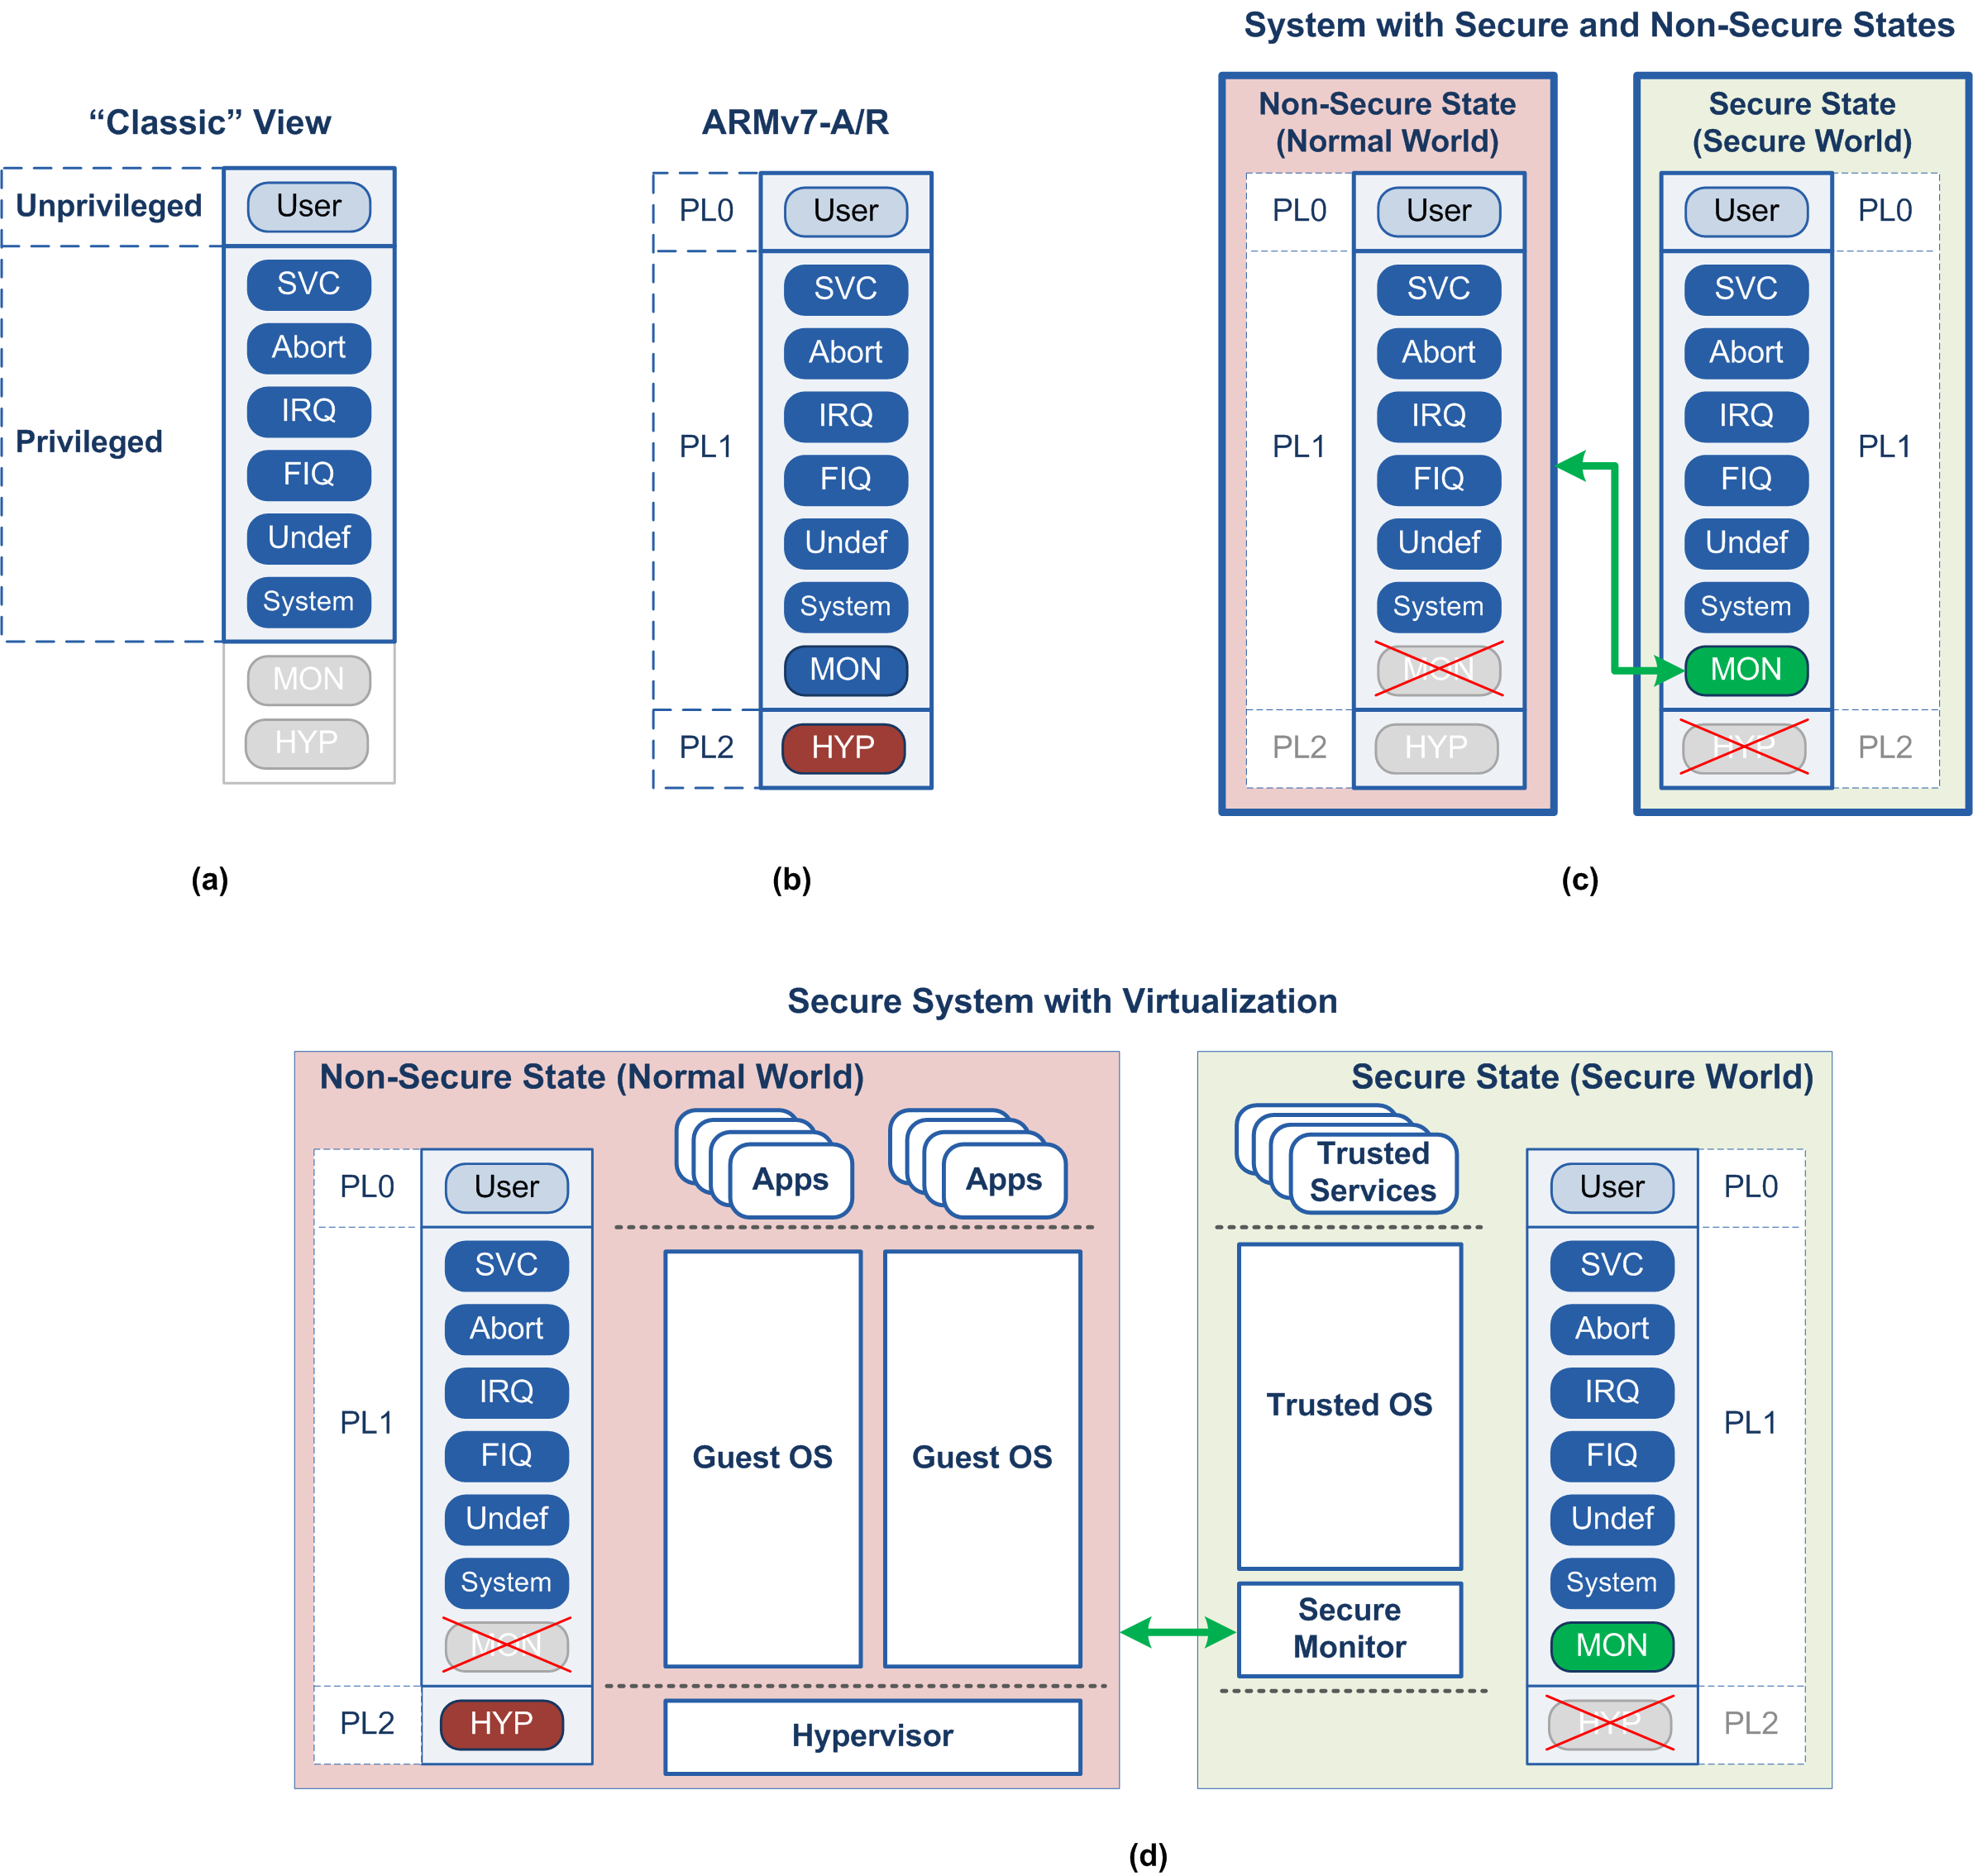 “Classic” View
Unprivileged
User
Privileged
SVC
Abort
IRQ
FIQ
Undef
System
MON
HYP
(a)
ARMv7-A/R
PL0
User
PL1
SVC
Abort
IRQ
FIQ
Undef
System
MON
PL2
HYP
(b)
System with Secure and Non-Secure States
Non-Secure State
(Normal World)
PL0
User
PL1
SVC
Abort
IRQ
FIQ
Undef
System
MON
PL2
HYP
Secure State
(Secure World)
User
PL0
SVC
Abort
IRQ
FIQ
Undef
System
MON
PL1
HYP
PL2
(c)
Secure System with Virtualization
Non-Secure State (Normal World)
PL0
User
PL1
SVC
Abort
IRQ
FIQ
Undef
System
MON
PL2
HYP
Apps
Apps
Guest OS
Guest OS
Hypervisor
Secure State (Secure World)
Trusted
Services
Trusted OS
Secure
Monitor
User
PL0
SVC
Abort
IRQ
FIQ
Undef
System
MON
PL1
HYP
PL2
(d)